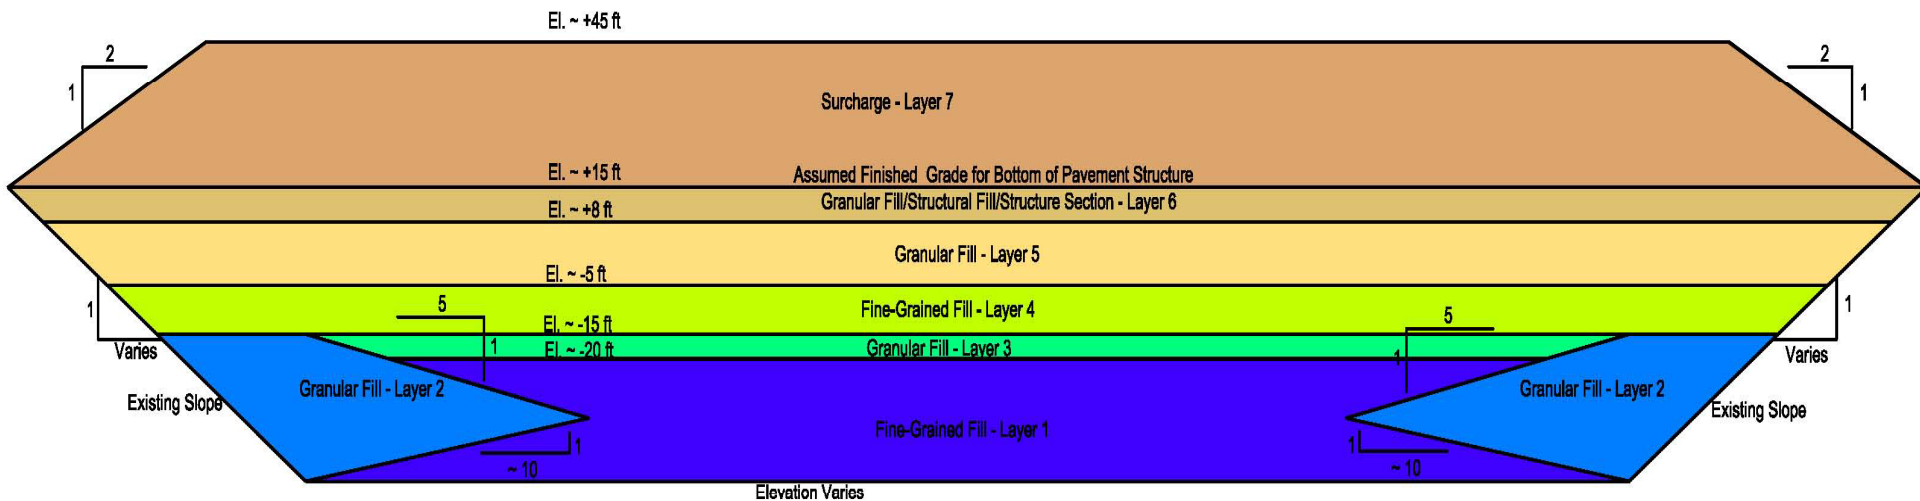 El. ~ +45 ft
2
2
1
1
Surcharge - Layer 7
El. ~ +15 ft
Assumed Finished Grade for Bottom of Pavement Structure
Granular Fill/Structural Fill/Structure Section - Layer 6
El. ~ +8 ft
Granular Fill - Layer 5
El. ~ -5 ft
1
5
Fine-Grained Fill - Layer 4
5
1
El. ~ -15 ft
Varies
1
El. ~ -20 ft
Granular Fill - Layer 3
1
Varies
Granular Fill - Layer 2
Granular Fill - Layer 2
Existing Slope
Existing Slope
Fine-Grained Fill - Layer 1
1
1
~ 10
~ 10
Elevation Varies